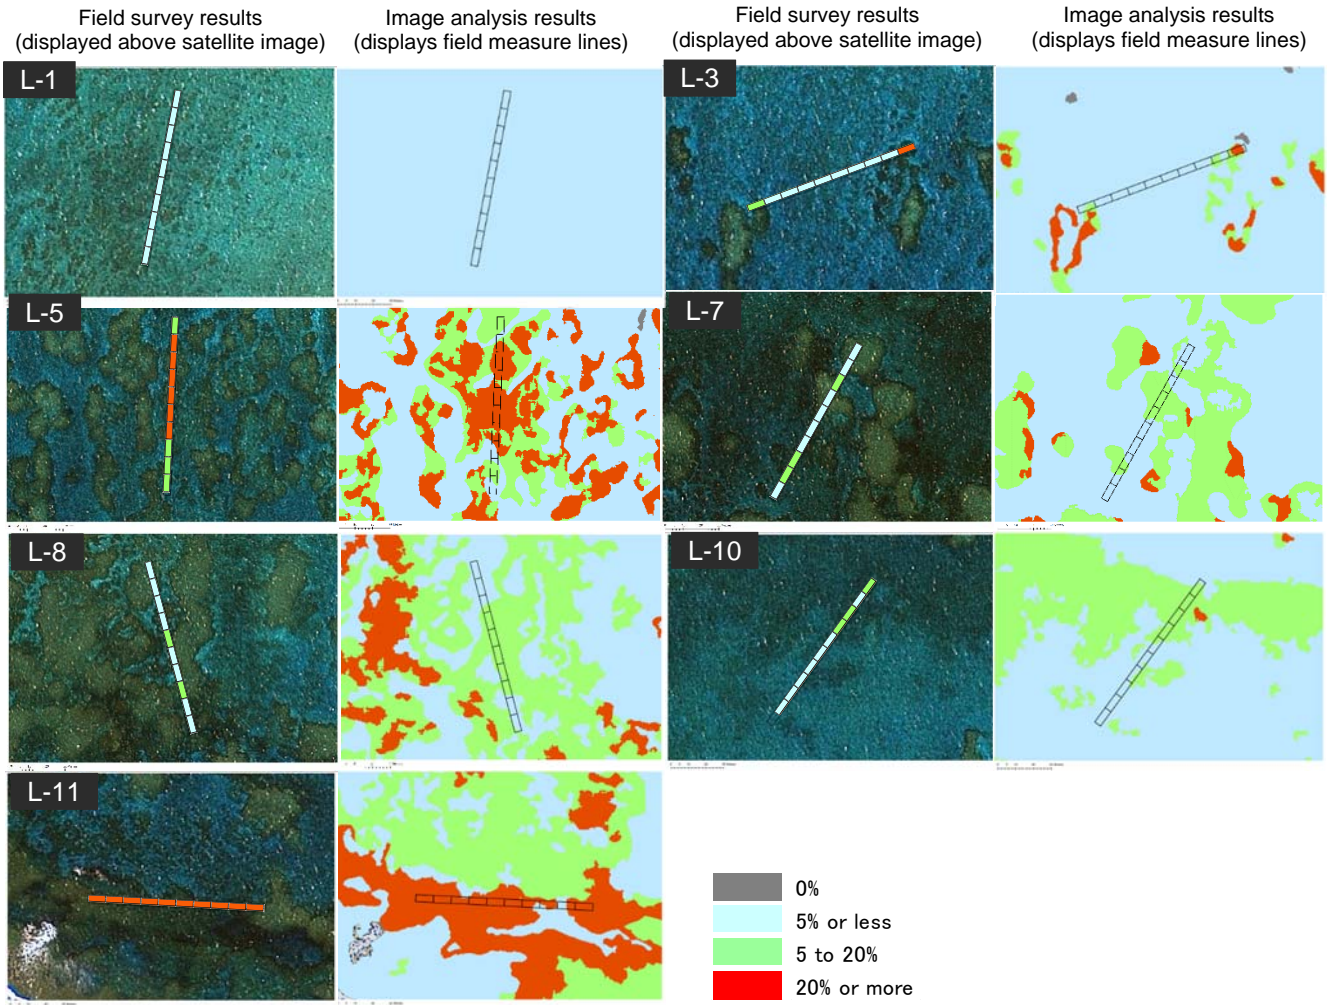 Field survey results
(displayed above satellite image)
Image analysis results
(displays field measure lines)
Field survey results
(displayed above satellite image)
Image analysis results
(displays field measure lines)
L-1
L-3
L-5
L-7
L-8
L-10
L-11
0%
5% or less
5 to 20%
20% or more